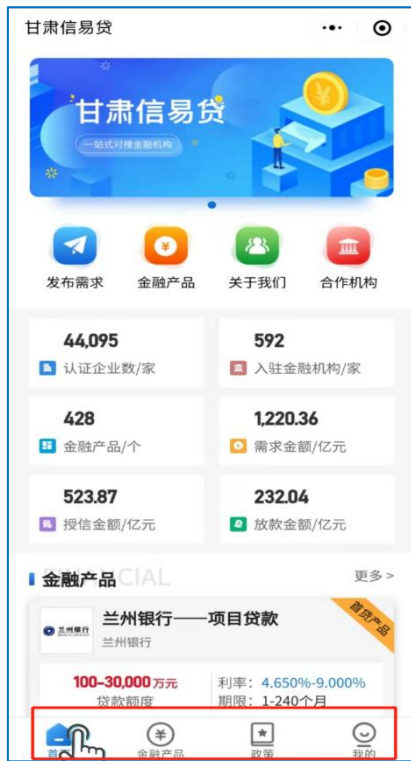 甘肃信易贷
甘肃信易贷
一站式对接金融机构
发布需求 金融产品 关于我们 合作机构
44,095 592
认证企业数/家 入驻金融机构/家
428 1,220.36
金融产品/个 需求金额/亿元
523.87 232.04
授信金额/亿元 放款金额/亿元
FINANCIAL
金融产品 更多 >
首贷产品
兰州银行 兰州银行——项目贷款
兰州银行
100-30,000 万元 利率: 4.650%-9.000%
贷款额度 期限: 1-240个月
首页 金融产品 政策 我的